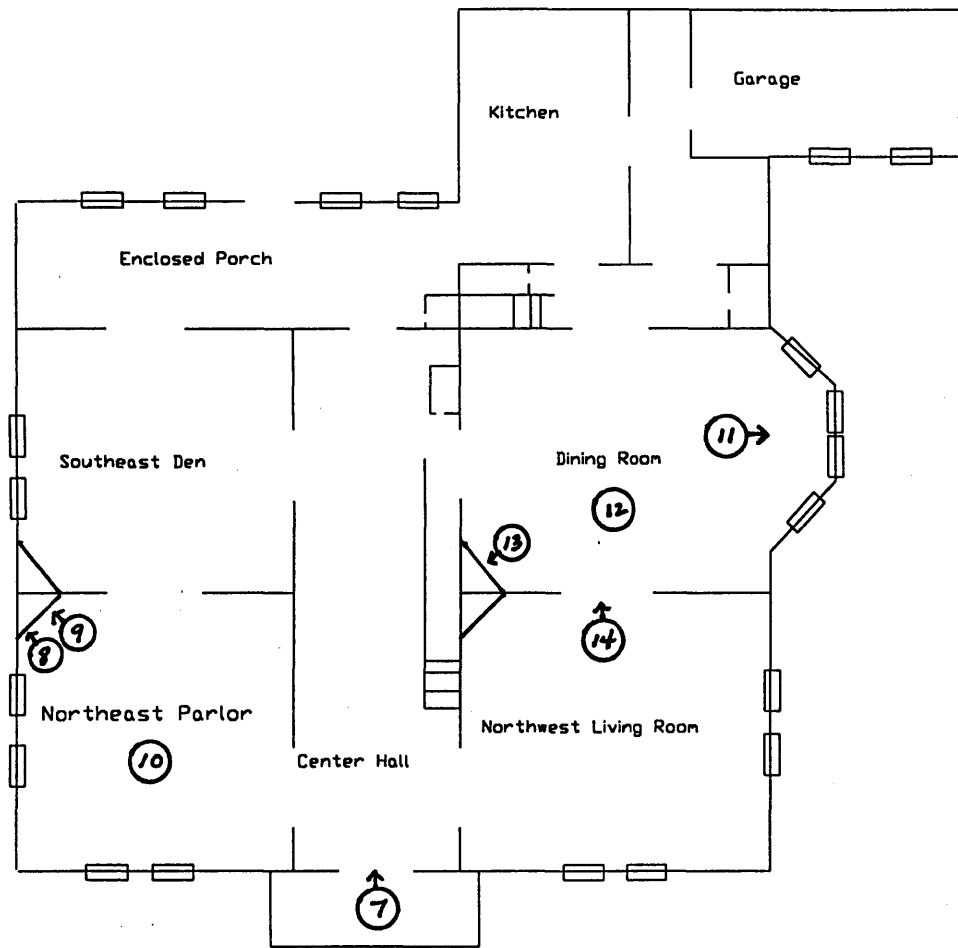 Garage
Kitchen
Enclosed Porch
11
Southeast Den
Dining Room
12
13
9
14
8
Northeast Parlor
Northwest Living Room
10
Center Hall
7